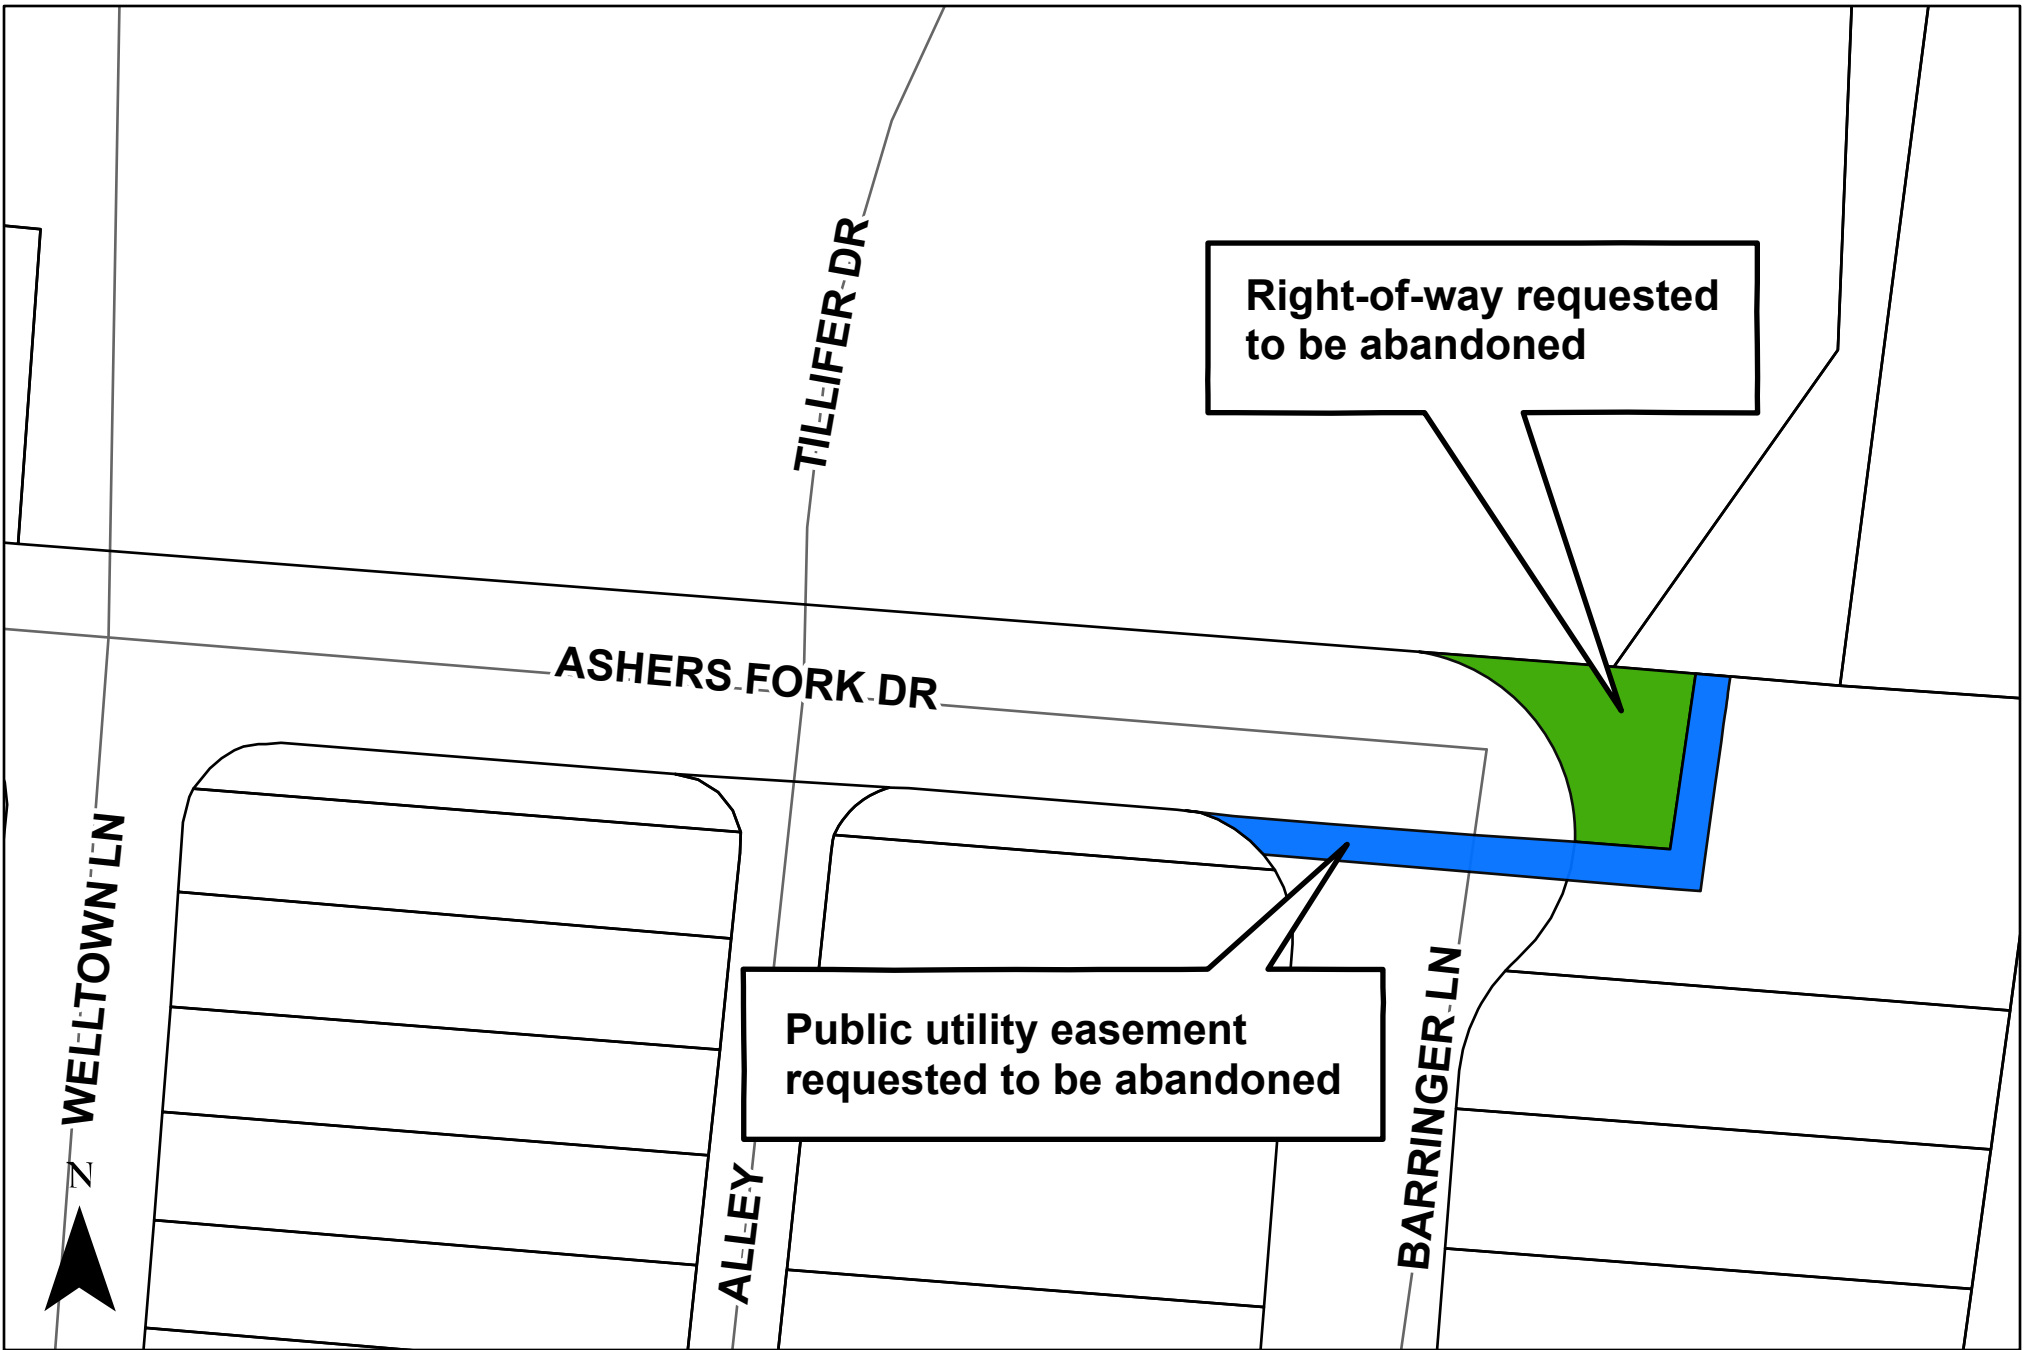 TILLIFER DR
Right-of-way requested
to be abandoned
ASHERS FORK DR
WELLTOWN LN
Public utility easement
requested to be abandoned
BARRINGER LN
ALLEY
N